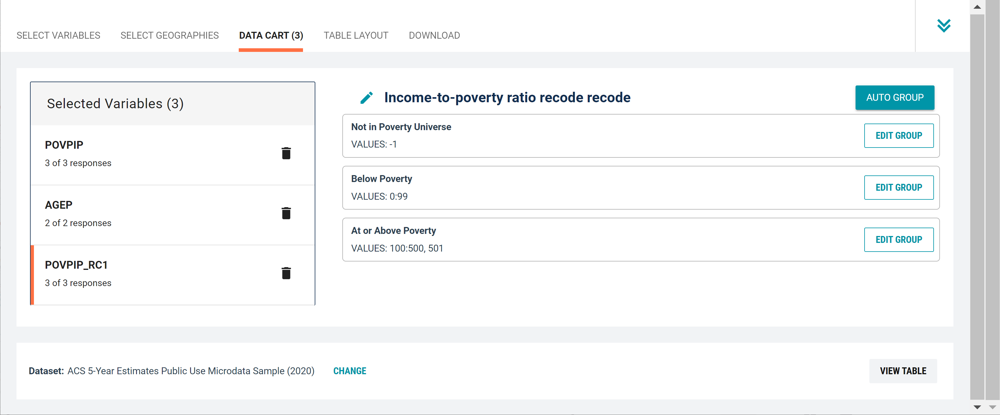 SELECT VARIABLES SELECT GEOGRAPHIES DATA CART (3) TABLE LAYOUT DOWNLOAD
Selected Variables (3)
POVPIP
3 of 3 responses
AGEP
2 of 2 responses
POVPIP_RC1
3 of 3 responses
Income-to-poverty ratio recode recode
AUTO GROUP
Not in Poverty Universe
VALUES: -1
EDIT GROUP
Below Poverty
VALUES: 0:99
EDIT GROUP
At or Above Poverty
VALUES: 100:500, 501
EDIT GROUP
Dataset: ACS 5-Year Estimates Public Use Microdata Sample (2020) CHANGE
VIEW TABLE